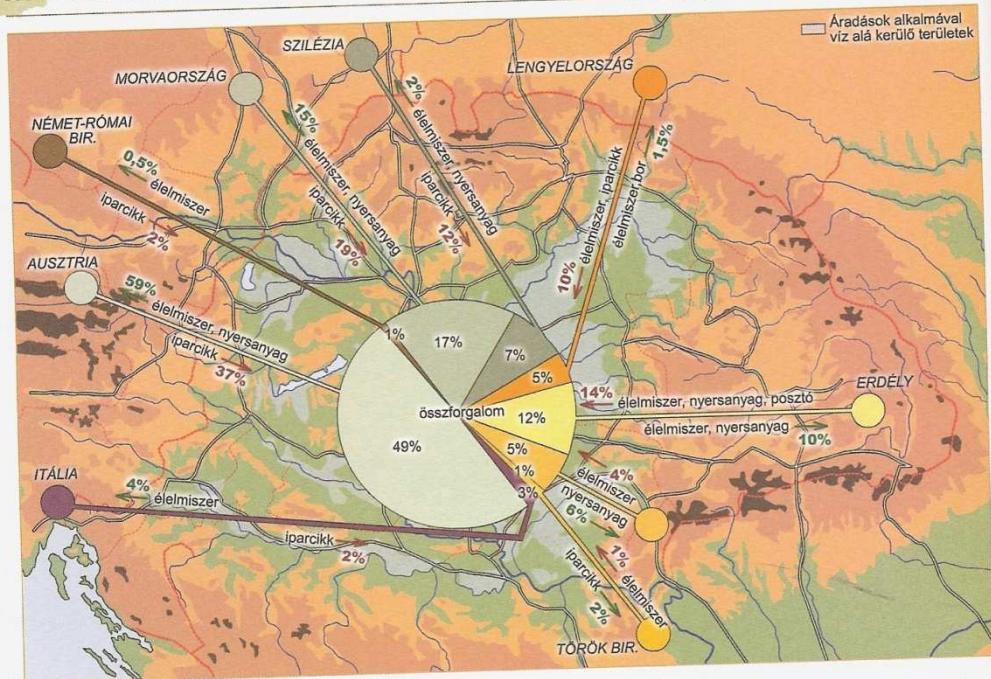 Áradások alkalmával
víz alá kerülő területek
SZILÉZIA
LENGYELORSZÁG
MORVAORSZÁG
NÉMET-RÓMAI
BIR.
2%
élelmiszer, nyersanyag
iparcikk
12%
15%
élelmiszer, nyersanyag
iparcikk
19%
1,5%
élelmiszer, iparcikk
élelmiszer, bor
10%
0,5%
élelmiszer
iparcikk
2%
AUSZTRIA
59%
élelmiszer, nyersanyag
iparcikk
37%
1%
17%
7%
5%
14%
élelmiszer, nyersanyag, posztó
ERDÉLY
élelmiszer, nyersanyag
10%
összforgalom
12%
49%
5%
1%
3%
4%
élelmiszer
nyersanyag
6%
ITÁLIA
4%
élelmiszer
iparcikk
2%
1%
élelmiszer
iparcikk
2%
TÖRÖK BIR.